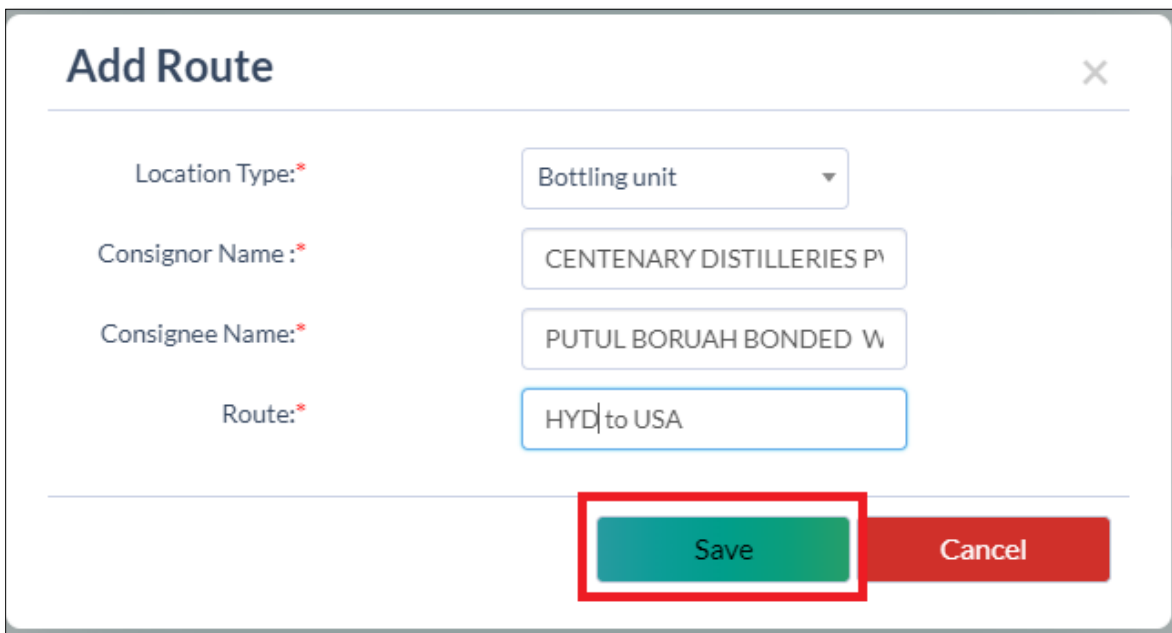 Add Route
×
Location Type:* Bottling unit
Consignor Name :* CENTENARY DISTILLERIES
Consignee Name:* PUTUL BORUAH BONDED W
Route:* HYD to USA
Save Cancel